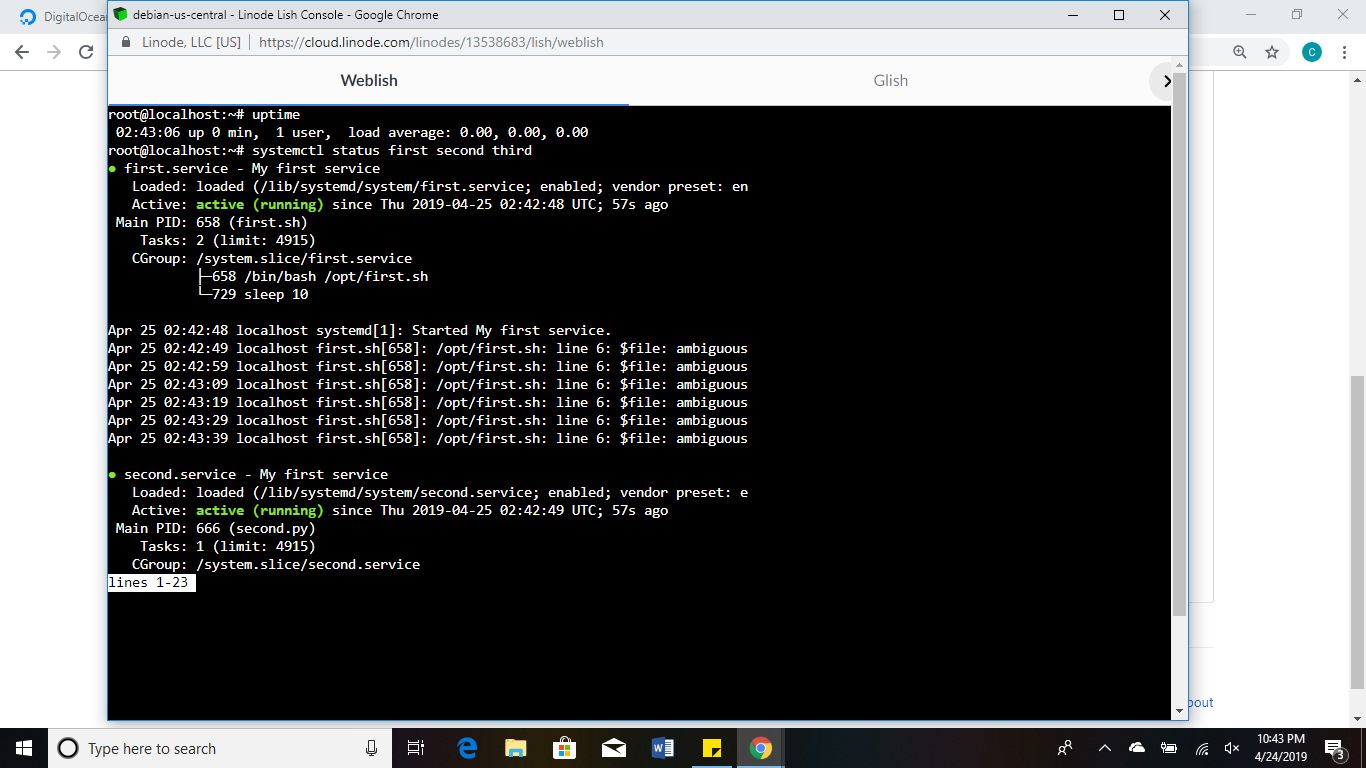 DigitalOcea
debian-us-central - Linode Lish Console - Google Chrome
Linode, LLC [US] | https://cloud.linode.com/linodes/13538683/lish/weblish
C
Weblish
Glish
root@localhost:~# uptime
 02:43:06 up 0 min,  1 user,  load average: 0.00, 0.00, 0.00
root@localhost:~# systemctl status first second third
● first.service - My first service
   Loaded: loaded (/lib/systemd/system/first.service; enabled; vendor preset: en
   Active: active (running) since Thu 2019-04-25 02:42:48 UTC; 57s ago
 Main PID: 658 (first.sh)
    Tasks: 2 (limit: 4915)
   CGroup: /system.slice/first.service
           ├─658 /bin/bash /opt/first.sh
           └─729 sleep 10

Apr 25 02:42:48 localhost systemd[1]: Started My first service.
Apr 25 02:42:49 localhost first.sh[658]: /opt/first.sh: line 6: $file: ambiguous
Apr 25 02:42:59 localhost first.sh[658]: /opt/first.sh: line 6: $file: ambiguous
Apr 25 02:43:09 localhost first.sh[658]: /opt/first.sh: line 6: $file: ambiguous
Apr 25 02:43:19 localhost first.sh[658]: /opt/first.sh: line 6: $file: ambiguous
Apr 25 02:43:29 localhost first.sh[658]: /opt/first.sh: line 6: $file: ambiguous
Apr 25 02:43:39 localhost first.sh[658]: /opt/first.sh: line 6: $file: ambiguous

● second.service - My first service
   Loaded: loaded (/lib/systemd/system/second.service; enabled; vendor preset: e
   Active: active (running) since Thu 2019-04-25 02:42:49 UTC; 57s ago
 Main PID: 666 (second.py)
    Tasks: 1 (limit: 4915)
   CGroup: /system.slice/second.service
lines 1-23
bout
Type here to search
10:43 PM
4/24/2019
3